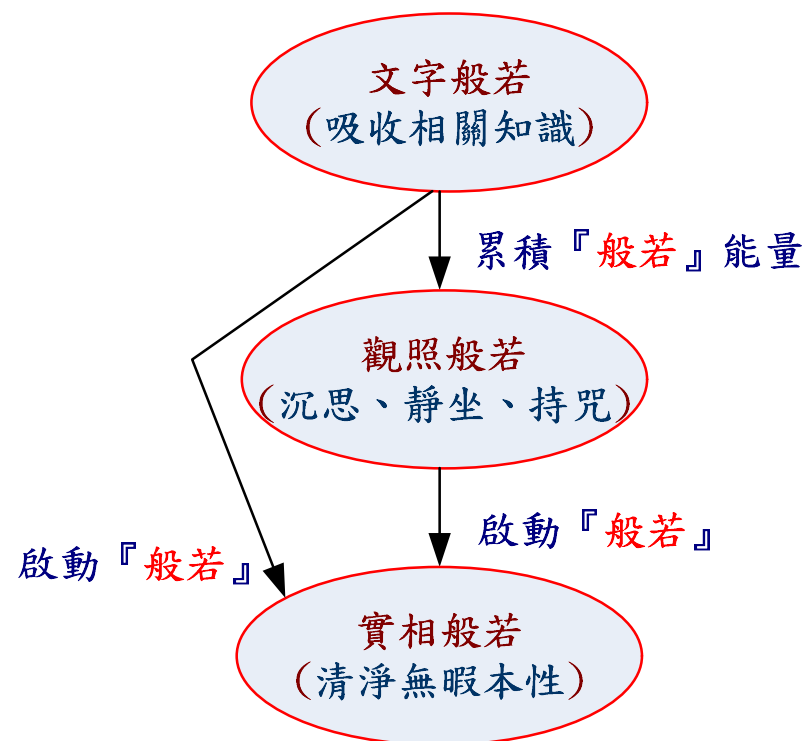 文字般若
（吸收相關知識）
累積『般若』能量
觀照般若
（沉思、靜坐、持咒）
啟動『般若』
啟動『般若』
實相般若
（清淨無暇本性）